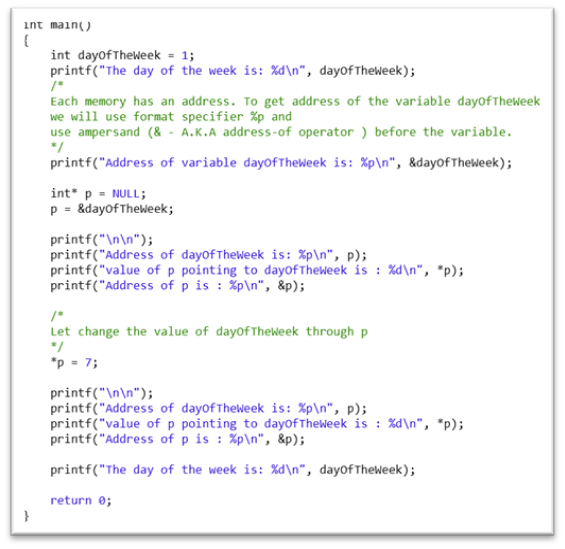 int main()
{
int dayOfTheWeek = 1;
printf("The day of the week is: %d\n", dayOfTheWeek);
/*
Each memory has an address. To get address of the variable dayOfTheWeek
we will use format specifier %p and
use ampersand (& - A.K.A address-of operator ) before the variable.
*/
printf("Address of variable dayOfTheWeek is: %p\n", &dayOfTheWeek);
int* p = NULL;
p = &dayOfTheWeek;
printf("\n\n");
printf("Address of dayOfTheWeek is: %p\n", p);
printf("value of p pointing to dayOfTheWeek is : %d\n", *p);
printf("Address of p is : %p\n", &p);
/*
Let change the value of dayOfTheWeek through p
*/
*p = 7;
printf("\n\n");
printf("Address of dayOfTheWeek is: %p\n", p);
printf("value of p pointing to dayOfTheWeek is : %d\n", *p);
printf("Address of p is : %p\n", &p);
printf("The day of the week is: %d\n", dayOfTheWeek);
return 0;
}